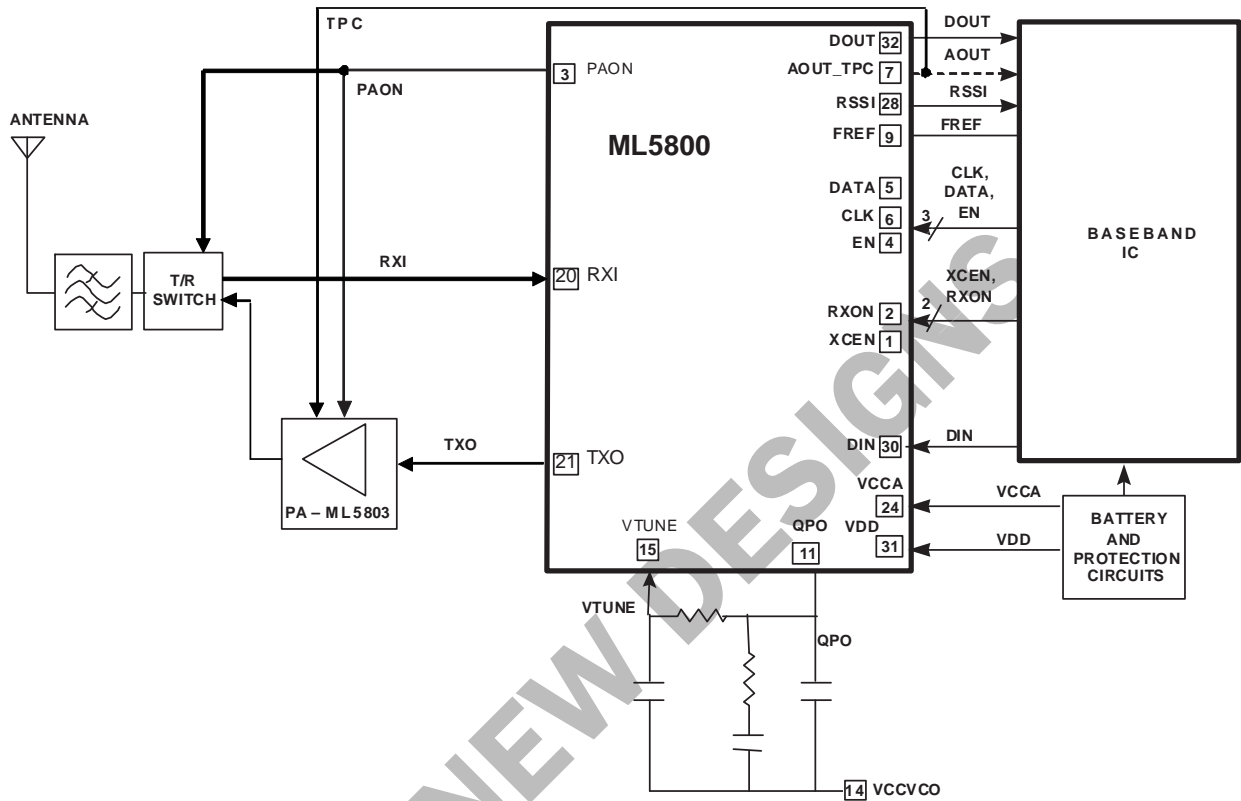 TPC
DOUT
DOUT 32
AOUT
AOUT_TPC 7
3 PAON
PAON
RSSI
RSSI 28
ANTENNA
FREF
FREF 9
ML5800
CLK,
DATA,
EN
DATA 5
CLK 6
3
EN 4
BASEBAND
IC
RXI
20 RXI
T/R
SWITCH
XCEN,
RXON
2
RXON 2
XCEN 1
DIN
DIN 30
TXO
21 TXO
PA – ML5803
VCCA
24
VCCA
VDD
31
VDD
BATTERY
AND
PROTECTION
CIRCUITS
VTUNE
15
QPO
11
VTUNE
QPO
14 VCCVCO
NEW DESIGNS